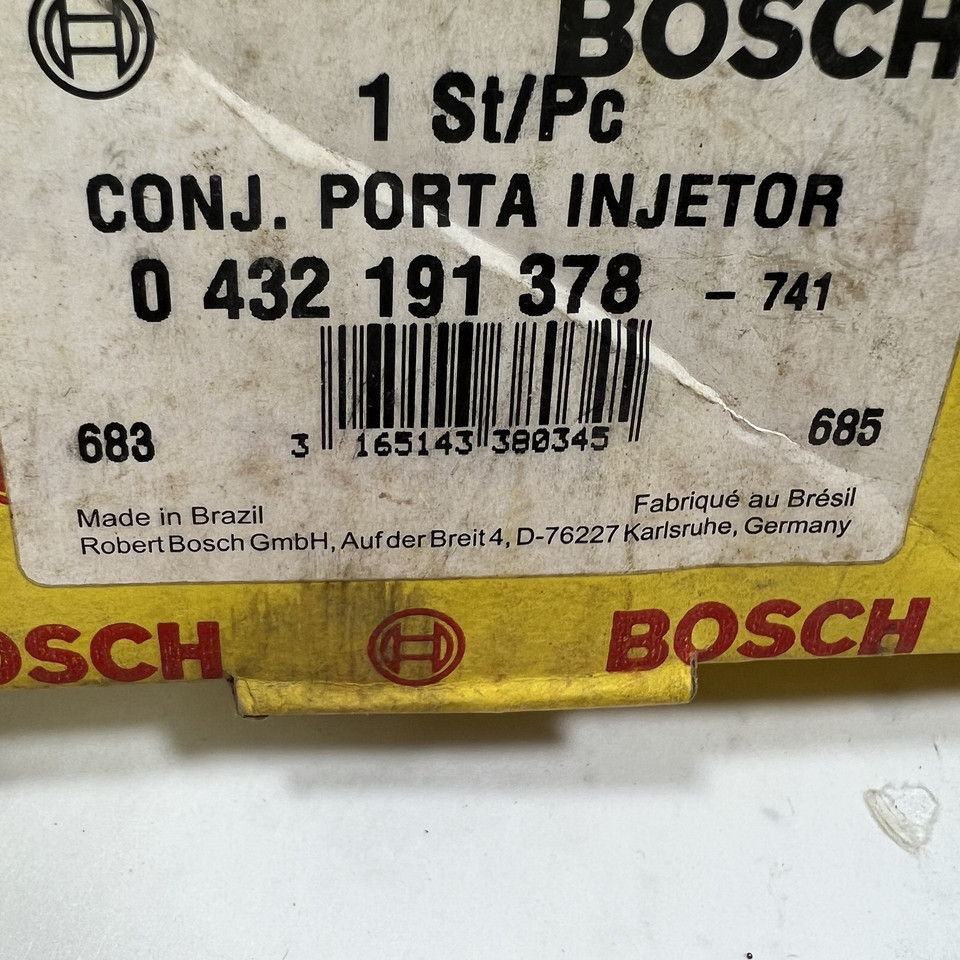 BOSCH
1 St/Pc
CONJ. PORTA INJETOR
0 432 191 378 - 741
683
3 165143 380345
685
Made in Brazil
Fabriqué au Brésil
Robert Bosch GmbH, Auf der Breit 4, D-76227 Karlsruhe, Germany
OSCH
BOSCH